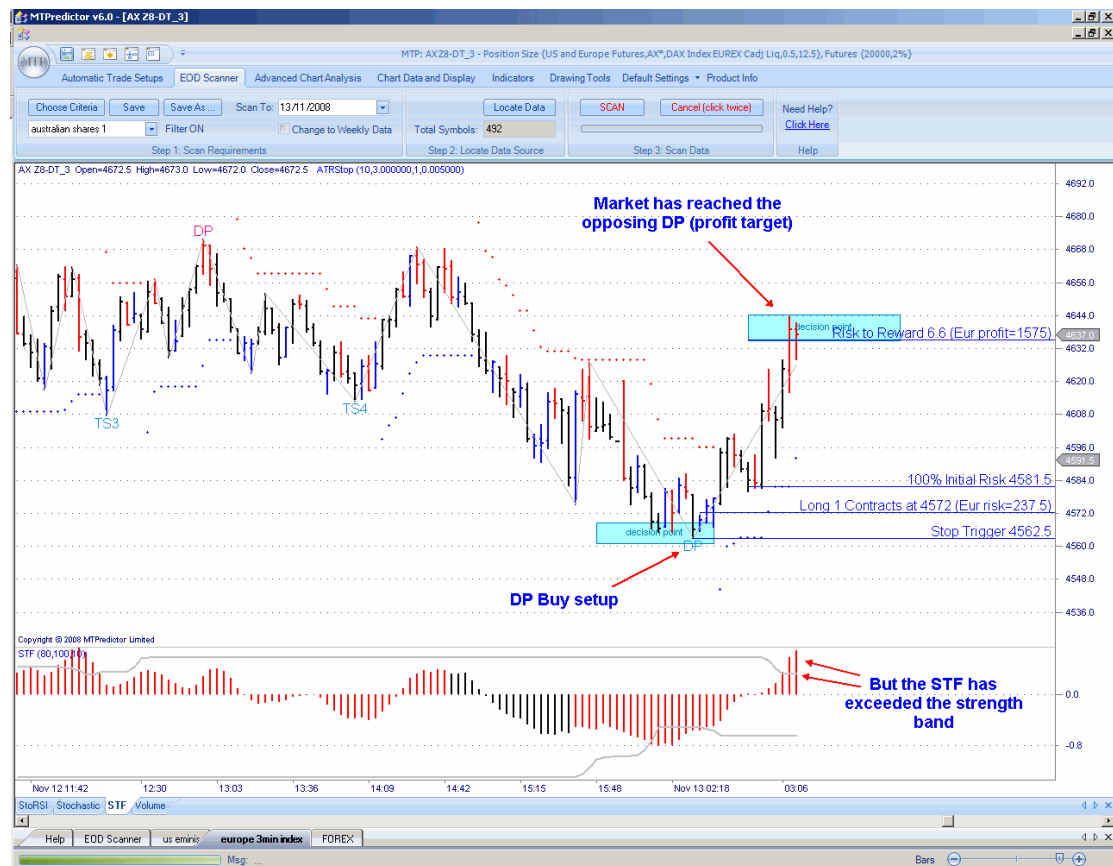 MTPredictor v6.0 - [AX Z8-DT_3]
MTP: AX Z8-DT_3 - Position Size {US and Europe Futures,AX*,DAX Index EUREX Cadj Liq,0.5,12.5}, Futures {20000,2%}
MTP
Automatic Trade Setups EOD Scanner Advanced Chart Analysis Chart Data and Display Indicators Drawing Tools Default Settings Product Info
Choose Criteria Save Save As ... Scan To: 13/11/2008 Locate Data SCAN Cancel (click twice) Need Help?
australian shares 1 Filter ON Change to Weekly Data Total Symbols: 492 Click Here
Step 1: Scan Requirements Step 2: Locate Data Source Step 3: Scan Data Help
AX Z8-DT_3 Open=4672.5 High=4673.0 Low=4672.0 Close=4672.5 ATRStop (10,3.000000,1,0.005000)
4692.0
Market has reached the
opposing DP (profit target)
4680.0
DP
4668.0
4656.0
4644.0
decision point
Risk to Reward 6.6 (Eur profit=1575)
4637.0
4632.0
4620.0
TS3
TS4
4608.0
4596.0
4591.5
100% Initial Risk 4581.5
4584.0
Long 1 Contracts at 4572 (Eur risk=237.5)
4572.0
decision point
Stop Trigger 4562.5
DP
4560.0
DP Buy setup
4548.0
4536.0
Copyright © 2008 MTPredictor Limited
STF (80,100,10)
But the STF has
exceeded the strength
band
0.0
-0.8
Nov 12 11:42 12:30 13:03 13:36 14:09 14:42 15:15 15:48 Nov 13 02:18 03:06
StoRSI Stochastic STF Volume
Help EOD Scanner us eminis europe 3min index FOREX
Msg: ... Bars